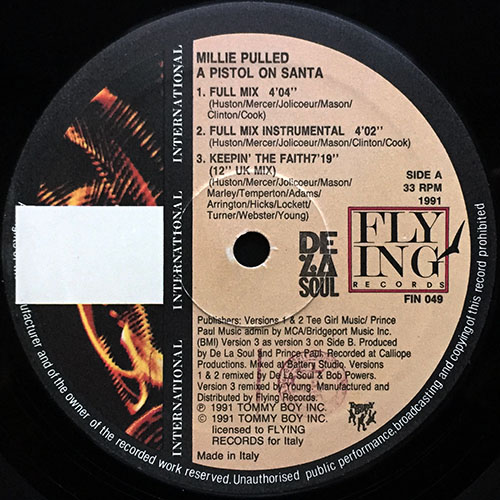 MILLIE PULLED
A PISTOL ON SANTA
1. FULL MIX 4'04''
(Huston/Mercer/Jolicoeur/Mason/
Clinton/Cook)
2. FULL MIX INSTRUMENTAL 4'02''
(Huston/Mercer/Jolicoeur/Mason/Clinton/Cook)
3. KEEPIN' THE FAITH7'19''
(12'' UK MIX)
(Huston/Mercer/Jolicoeur/Mason/
Marley/Temperton/Adams/
Arrington/Hicks/Lockett/
Turner/Webster/Young)
SIDE A
33 RPM
1991
DE
LA
SOUL
FLY
ING
RECORDS
FIN 049
Publishers: Versions 1 & 2 Tee Girl Music/ Prince
Paul Music admin by MCA/Bridgeport Music Inc.
(BMI) Version 3 as version 3 on Side B. Produced
by De La Soul and Prince Paul. Recorded at Calliope
Productions. Mixed at Battery Studio. Versions
1 & 2 remixed by De La Soul & Bob Powers.
Version 3 remixed by Young. Manufactured and
Distributed by Flying Records.
℗ 1991 TOMMY BOY INC.
© 1991 TOMMY BOY INC.
licensed to FLYING
RECORDS for Italy
Made in Italy
INTERNATIONAL
INTERNATIONAL
INTERNATIONAL
INTERNATIONAL
manufacturer and of the owner of the recorded work reserved. Unauthorised public performance, broadcasting and copying of this record prohibited